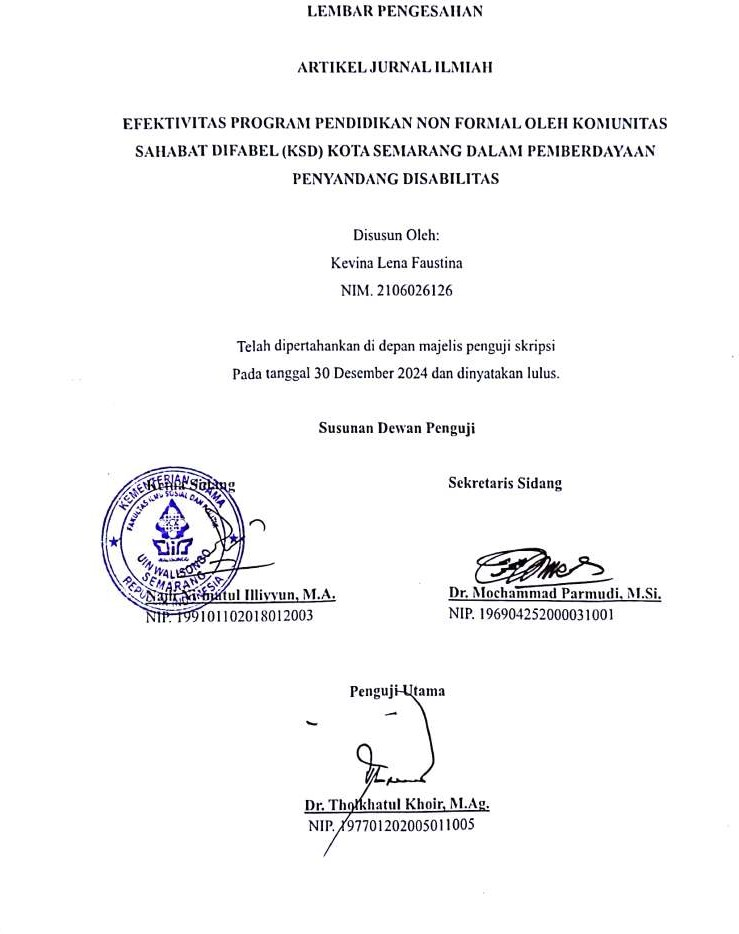 LEMBAR PENGESAHAN
ARTIKEL JURNAL ILMIAH
EFEKTIVITAS PROGRAM PENDIDIKAN NON FORMAL OLEH KOMUNITAS
SAHABAT DIFABEL (KSD) KOTA SEMARANG DALAM PEMBERDAYAAN
PENYANDANG DISABILITAS
Disusun Oleh:
Kevina Lena Faustina
NIM. 2106026126
Telah dipertahankan di depan majelis penguji skripsi
Pada tanggal 30 Desember 2024 dan dinyatakan lulus.
Susunan Dewan Penguji
Ketua Sidang
KEMENTERIAN AGAMA
FAKULTAS ILMU SOSIAL DAN
UIN WALISONGO
SEMARANG
REPUBLIK INDONESIA
Illiyyun, M.A.
NIP. 199101102018012003
Sekretaris Sidang
Dr. Mochammad Parmudi, M.Si.
NIP. 196904252000031001
Penguji Utama
Dr. Tholkhatul Khoir, M.Ag.
NIP. 197701202005011005